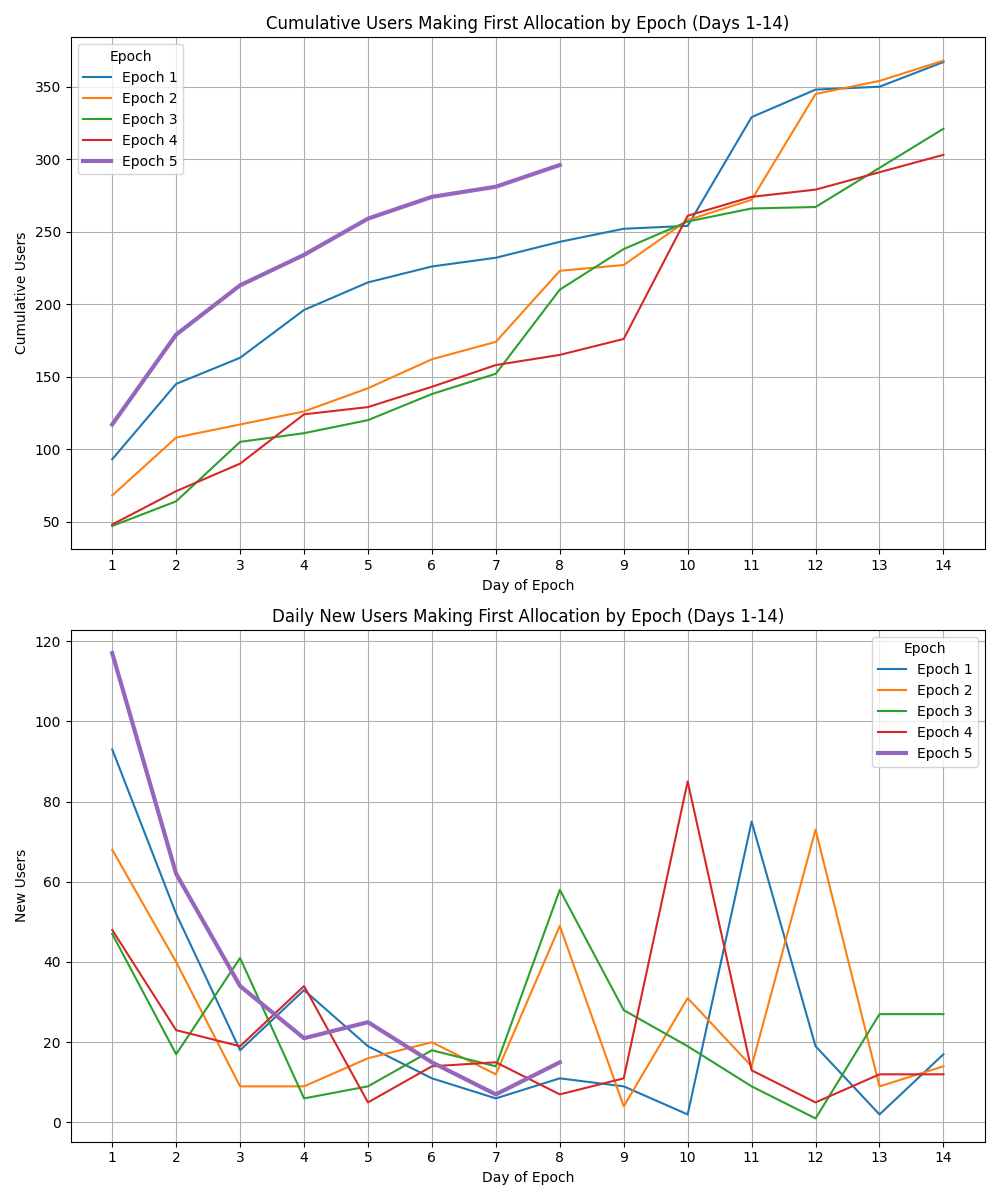 Cumulative Users Making First Allocation by Epoch (Days 1-14)
Epoch
Epoch 1
Epoch 2
Epoch 3
Epoch 4
Epoch 5
350
300
250
200
150
100
50
Cumulative Users
1 2 3 4 5 6 7 8 9 10 11 12 13 14
Day of Epoch
Daily New Users Making First Allocation by Epoch (Days 1-14)
Epoch
Epoch 1
Epoch 2
Epoch 3
Epoch 4
Epoch 5
120
100
80
60
40
20
0
New Users
1 2 3 4 5 6 7 8 9 10 11 12 13 14
Day of Epoch